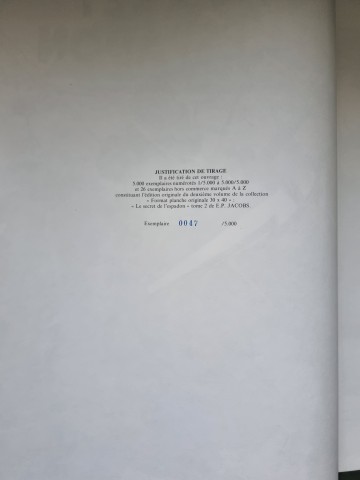 JUSTIFICATION DE TIRAGE
Il a été tiré de cet ouvrage :
5.000 exemplaires numérotés 1/5.000 à 5.000/5.000
et 26 exemplaires hors commerce marqués A à Z
constituant l'édition originale du deuxième volume de la collection
« Format planche originale 30 x 40 » :
« Le secret de l'espadon » tome 2 de E.P. JACOBS.
Exemplaire 0047 /5.000